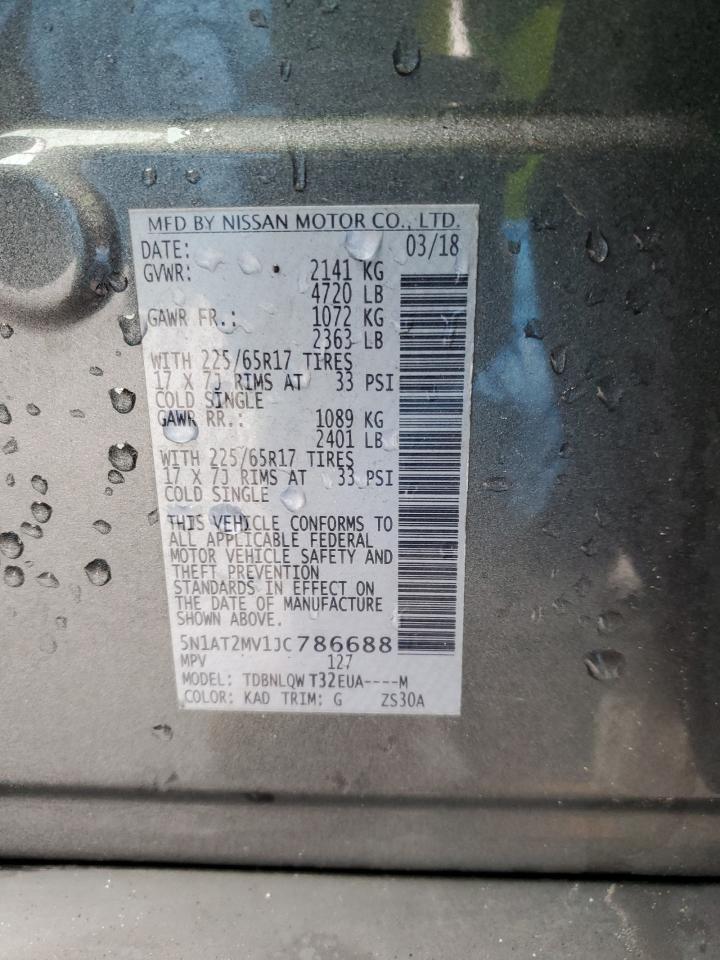 MFD BY NISSAN MOTOR CO., LTD.
DATE: 03/18
GVWR: 2141 KG
4720 LB
GAWR FR.: 1072 KG
2363 LB
WITH 225/65R17 TIRES
17 X 7J RIMS AT 33 PSI
COLD SINGLE
GAWR RR.: 1089 KG
2401 LB
WITH 225/65R17 TIRES
17 X 7J RIMS AT 33 PSI
COLD SINGLE
THIS VEHICLE CONFORMS TO
ALL APPLICABLE FEDERAL
MOTOR VEHICLE SAFETY AND
THEFT PREVENTION
STANDARDS IN EFFECT ON
THE DATE OF MANUFACTURE
SHOWN ABOVE.
5N1AT2MV1JC786688
MPV 127
MODEL: TDBNLQW T32EUA----M
COLOR: KAD TRIM: G ZS30A